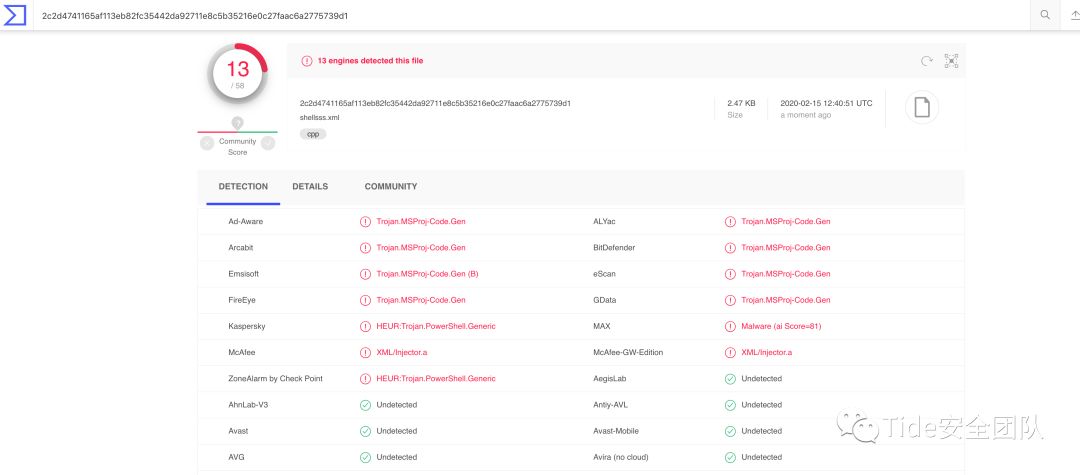 2c2d4741165af113eb82fc35442da92711e8c5b35216e0c27faac6a2775739d1
13
/ 58
?
Community
Score
13 engines detected this file
2c2d4741165af113eb82fc35442da92711e8c5b35216e0c27faac6a2775739d1
shellsss.xml
cpp
2.47 KB
Size
2020-02-15 12:40:51 UTC
a moment ago
DETECTION DETAILS COMMUNITY
Ad-Aware Trojan.MSProj-Code.Gen ALYac Trojan.MSProj-Code.Gen
Arcabit Trojan.MSProj-Code.Gen BitDefender Trojan.MSProj-Code.Gen
Emsisoft Trojan.MSProj-Code.Gen (B) eScan Trojan.MSProj-Code.Gen
FireEye Trojan.MSProj-Code.Gen GData Trojan.MSProj-Code.Gen
Kaspersky HEUR:Trojan.PowerShell.Generic MAX Malware (ai Score=81)
McAfee XML/Injector.a McAfee-GW-Edition XML/Injector.a
ZoneAlarm by Check Point HEUR:Trojan.PowerShell.Generic AegisLab Undetected
AhnLab-V3 Undetected Antiy-AVL Undetected
Avast Undetected Avast-Mobile Undetected
AVG Undetected Avira (no cloud) Undetected
Tide安全团队